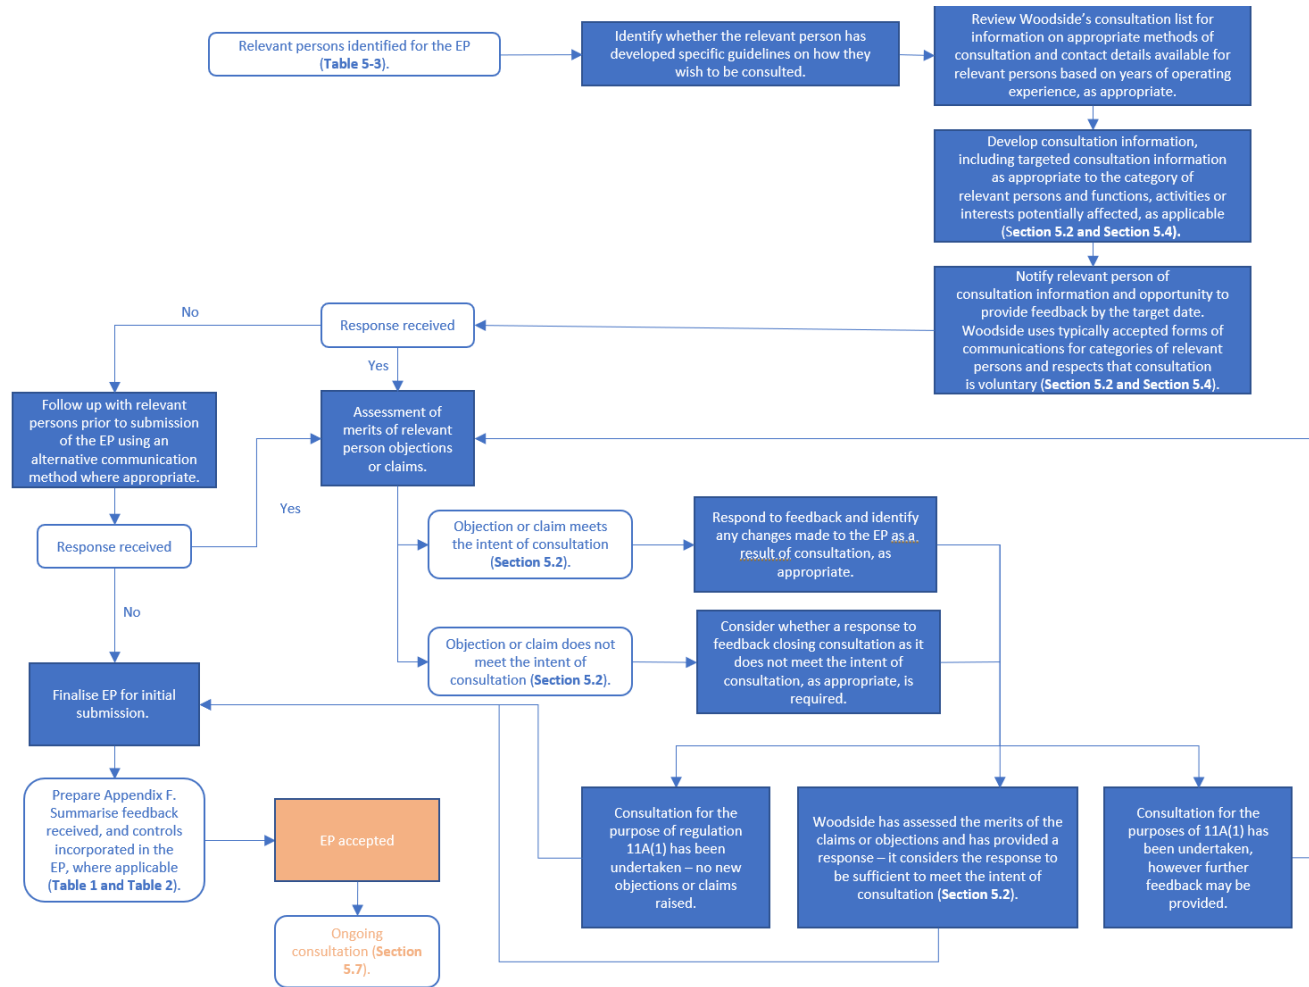 Relevant persons identified for the EP
(Table 5-3).
Identify whether the relevant person has
developed specific guidelines on how they
wish to be consulted.
Review Woodside's consultation list for
information on appropriate methods of
consultation and contact details available for
relevant persons based on years of operating
experience, as appropriate.
Develop consultation information,
including targeted consultation information
as appropriate to the category of
relevant persons and functions, activities or
interests potentially affected, as applicable
(Section 5.2 and Section 5.4).
Notify relevant person of
consultation information and opportunity to
provide feedback by the target date.
Woodside uses typically accepted forms of
communications for categories of relevant
persons and respects that consultation
is voluntary (Section 5.2 and Section 5.4).
Response received
No
Yes
Follow up with relevant
persons prior to submission
of the EP using an
alternative communication
method where appropriate.
Assessment of
merits of relevant
person objections
or claims.
Yes
Response received
No
Objection or claim meets
the intent of consultation
(Section 5.2).
Respond to feedback and identify
any changes made to the EP as a
result of consultation, as
appropriate.
Objection or claim does not
meet the intent of
consultation (Section 5.2).
Consider whether a response to
feedback closing consultation as it
does not meet the intent of
consultation, as appropriate, is
required.
Finalise EP for initial
submission.
Prepare Appendix F.
Summarise feedback
received, and controls
incorporated in the
EP, where applicable
(Table 1 and Table 2).
EP accepted
Ongoing
consultation (Section
5.7).
Consultation for the
purpose of regulation
11A(1) has been
undertaken – no new
objections or claims
raised.
Woodside has assessed the merits of the
claims or objections and has provided a
response – it considers the response to
be sufficient to meet the intent of
consultation (Section 5.2).
Consultation for the
purposes of 11A(1) has
been undertaken,
however further
feedback may be
provided.